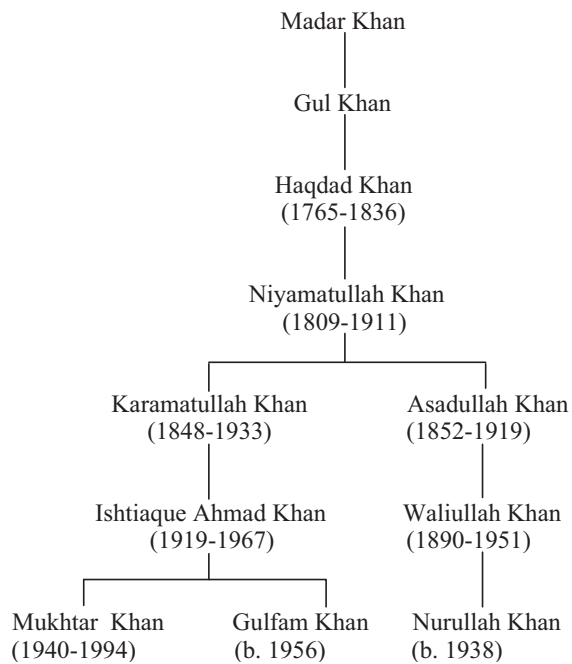 Madar Khan
Gul Khan
Haqdad Khan
(1765-1836)
Niyamatullah Khan
(1809-1911)
Karamatullah Khan
(1848-1933)
Asadullah Khan
(1852-1919)
Ishtiaque Ahmad Khan
(1919-1967)
Waliullah Khan
(1890-1951)
Mukhtar Khan
(1940-1994)
Gulfam Khan
(b. 1956)
Nurullah Khan
(b. 1938)